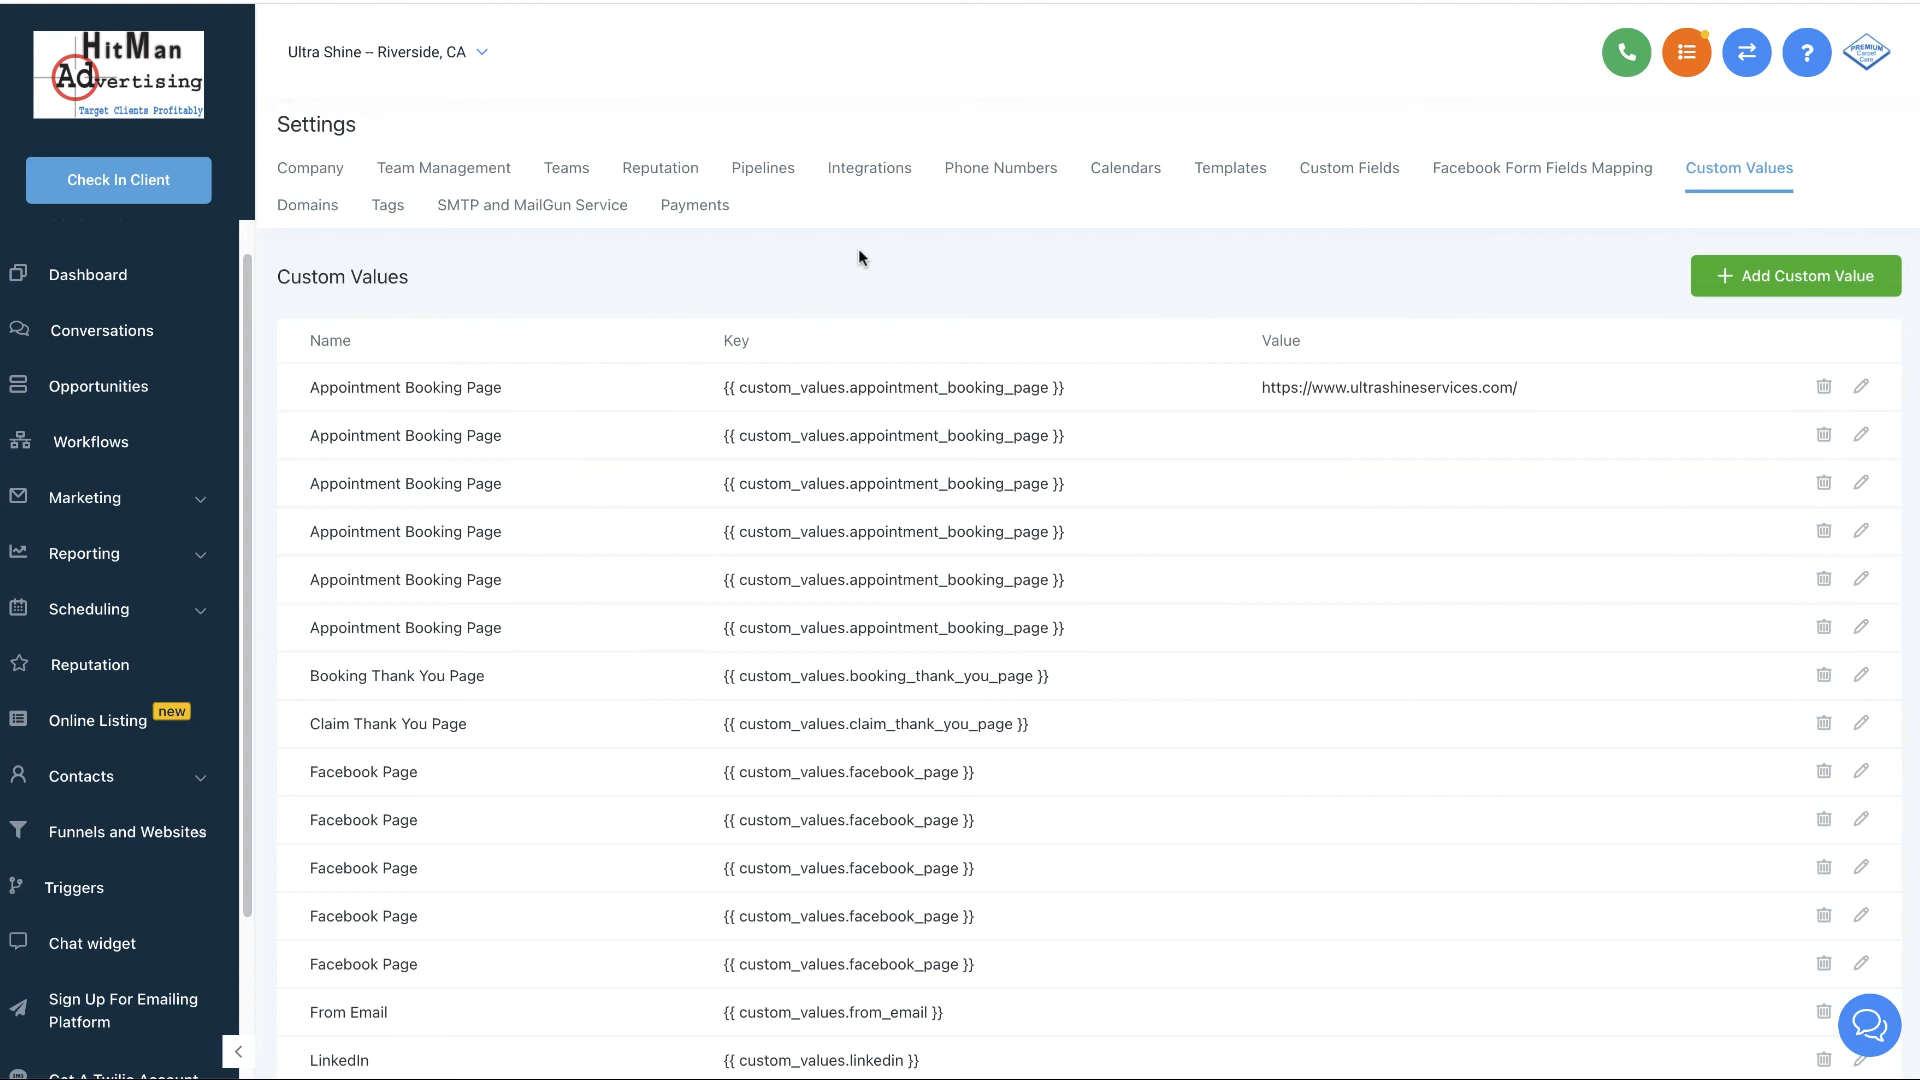 HitMan
Advertising
Target Clients Profitably
Ultra Shine -- Riverside, CA
PREMIUM
Carpet
Care
Check In Client
Settings
Company Team Management Teams Reputation Pipelines Integrations Phone Numbers Calendars Templates Custom Fields Facebook Form Fields Mapping Custom Values
Domains Tags SMTP and MailGun Service Payments
Dashboard
Conversations
Opportunities
Workflows
Marketing
Reporting
Scheduling
Reputation
Online Listing new
Contacts
Funnels and Websites
Triggers
Chat widget
Sign Up For Emailing
Platform
Custom Values
+ Add Custom Value
Name Key Value
Appointment Booking Page {{ custom_values.appointment_booking_page }} https://www.ultrashineservices.com/
Appointment Booking Page {{ custom_values.appointment_booking_page }}
Appointment Booking Page {{ custom_values.appointment_booking_page }}
Appointment Booking Page {{ custom_values.appointment_booking_page }}
Appointment Booking Page {{ custom_values.appointment_booking_page }}
Appointment Booking Page {{ custom_values.appointment_booking_page }}
Booking Thank You Page {{ custom_values.booking_thank_you_page }}
Claim Thank You Page {{ custom_values.claim_thank_you_page }}
Facebook Page {{ custom_values.facebook_page }}
Facebook Page {{ custom_values.facebook_page }}
Facebook Page {{ custom_values.facebook_page }}
Facebook Page {{ custom_values.facebook_page }}
Facebook Page {{ custom_values.facebook_page }}
From Email {{ custom_values.from_email }}
LinkedIn {{ custom_values.linkedin }}